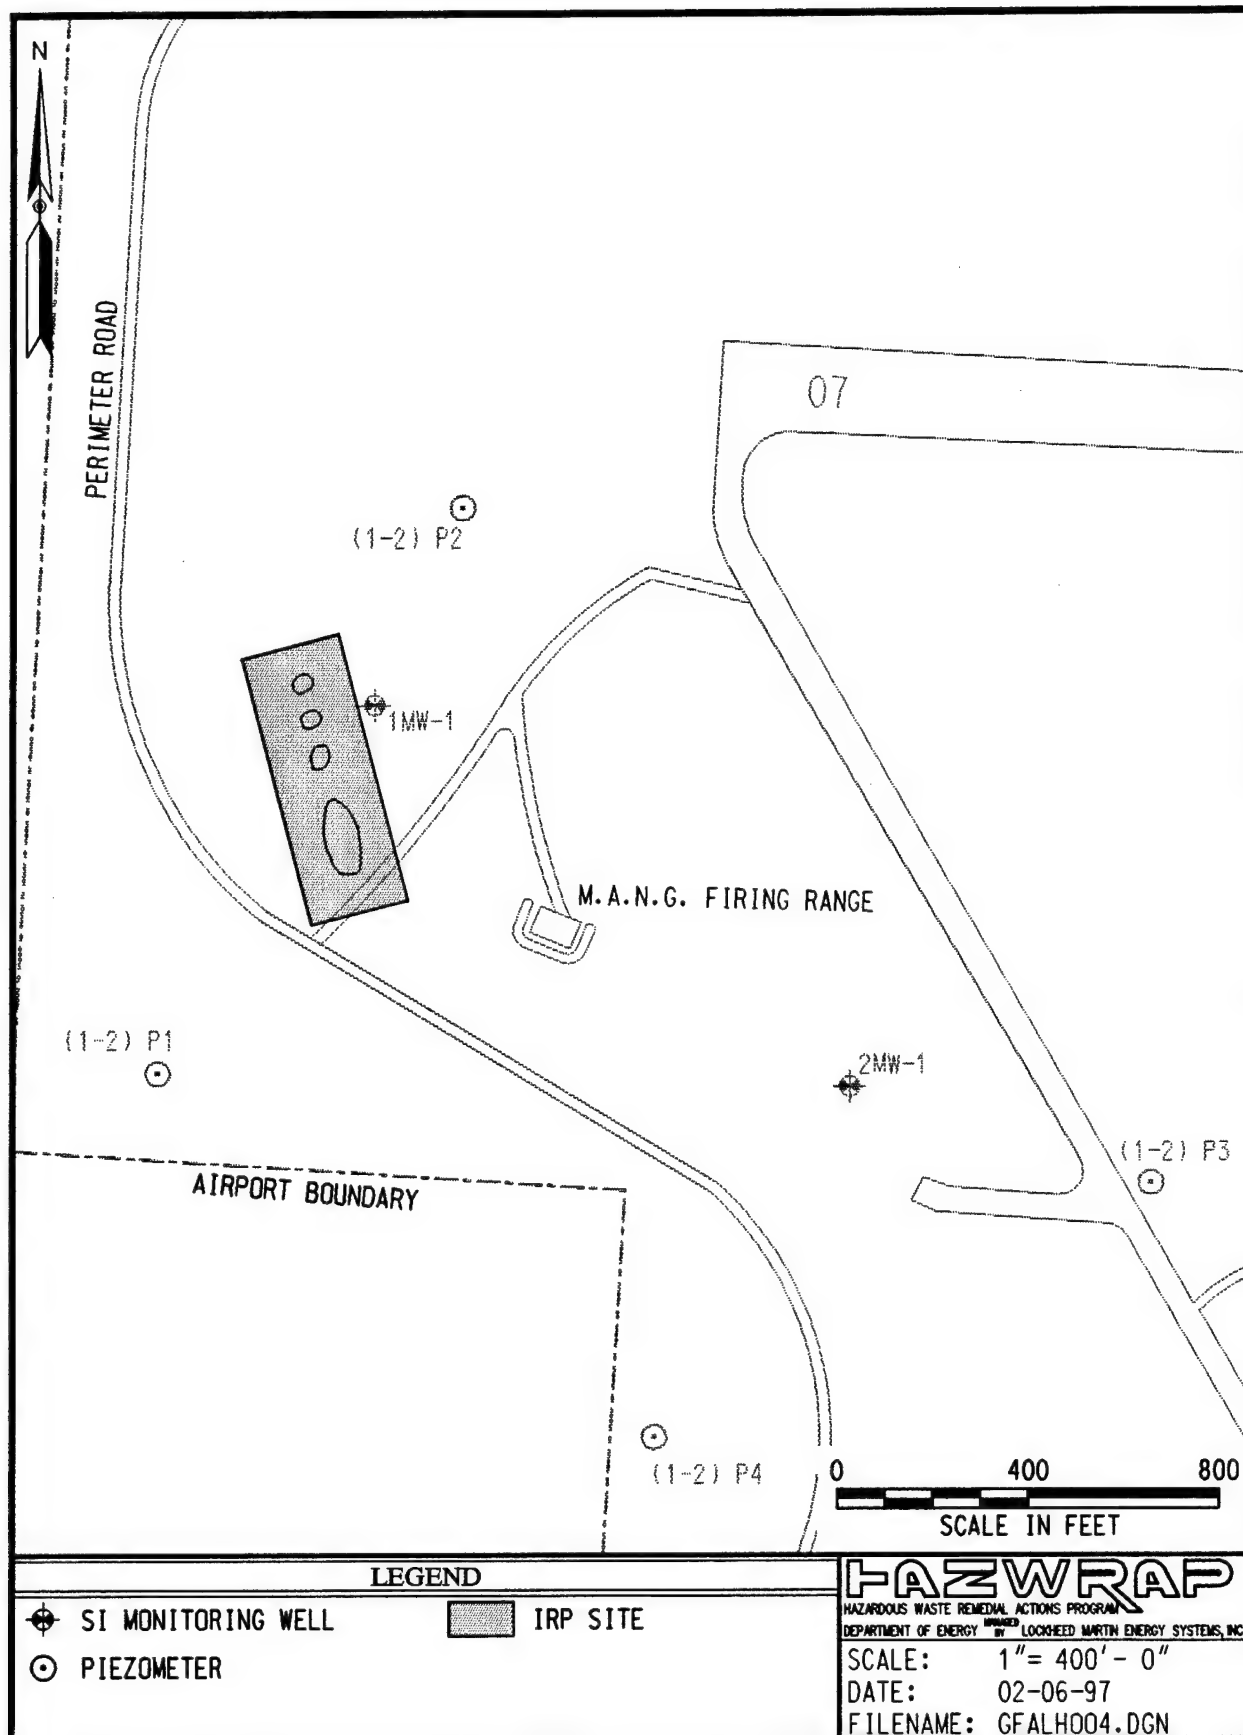 N
PERIMETER ROAD
07
(1-2) P2
1MW-1
M.A.N.G. FIRING RANGE
(1-2) P1
2MW-1
(1-2) P3
AIRPORT BOUNDARY
(1-2) P4
0 400 800
SCALE IN FEET
LEGEND
SI MONITORING WELL
IRP SITE
PIEZOMETER
HAZWRAP
HAZARDOUS WASTE REMEDIAL ACTIONS PROGRAM
DEPARTMENT OF ENERGY MANAGED BY LOCKHEED MARTIN ENERGY SYSTEMS, INC
SCALE: 1"= 400'- 0"
DATE: 02-06-97
FILENAME: GFALH004.DGN